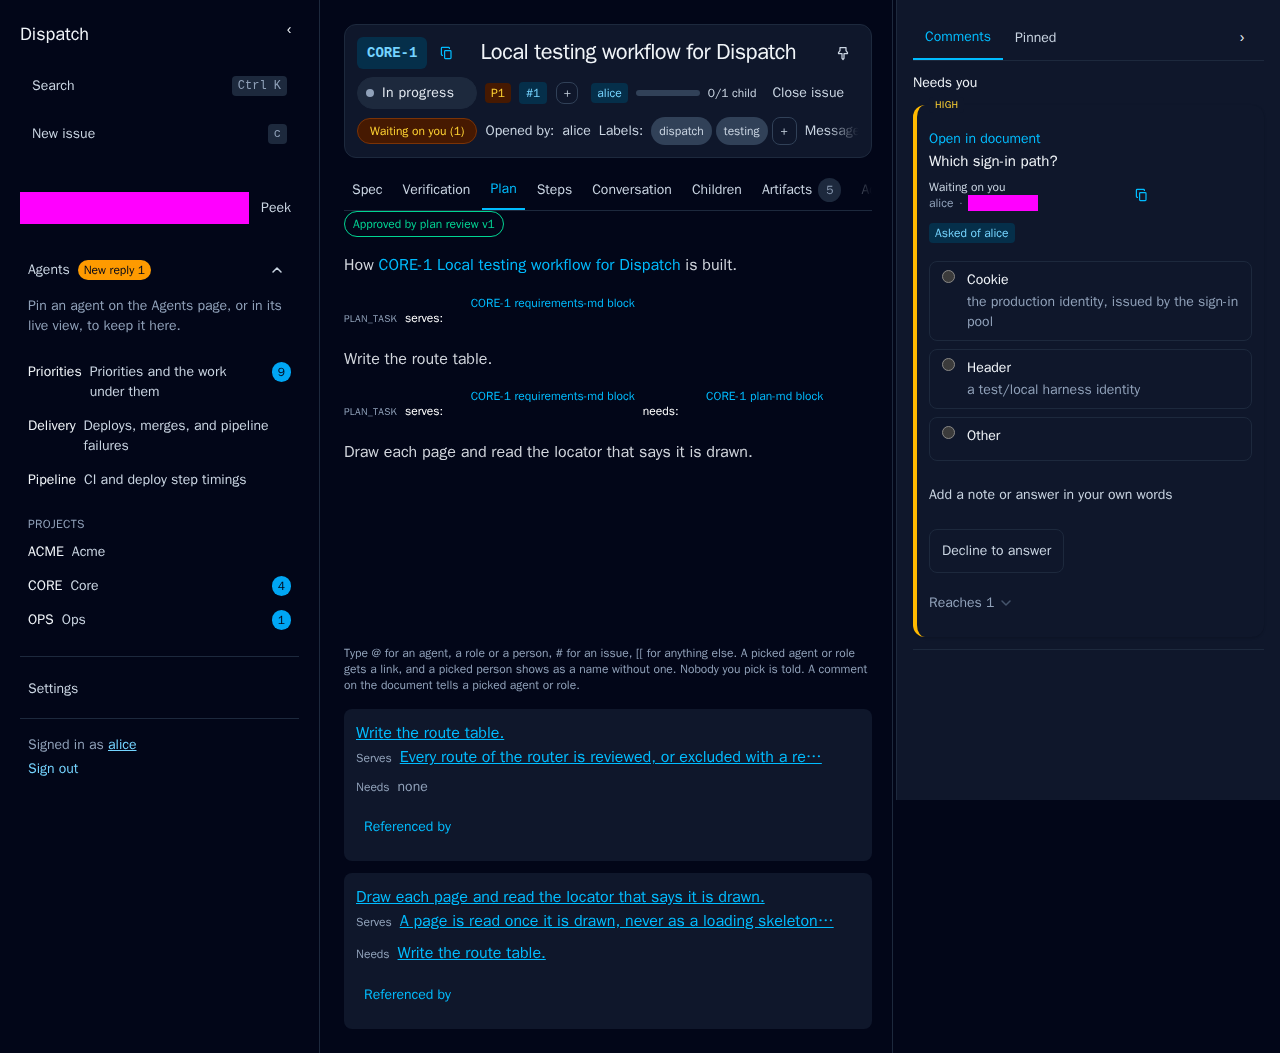 Dispatch
Search
Ctrl K
New issue
C
Peek
Agents
New reply 1
Pin an agent on the Agents page, or in its
live view, to keep it here.
Priorities
Priorities and the work
under them
9
Delivery
Deploys, merges, and pipeline
failures
Pipeline
CI and deploy step timings
PROJECTS
ACME Acme
CORE Core
4
OPS Ops
1
Settings
Signed in as alice
Sign out
CORE-1
Local testing workflow for Dispatch
In progress
P1
#1
+
alice
0/1 child
Close issue
Waiting on you (1)
Opened by: alice
Labels:
dispatch
testing
+
Message
Spec
Verification
Plan
Steps
Conversation
Children
Artifacts
5
Approved by plan review v1
How CORE-1 Local testing workflow for Dispatch is built.
CORE-1 requirements-md block
PLAN_TASK serves:
Write the route table.
CORE-1 requirements-md block
CORE-1 plan-md block
PLAN_TASK serves:
needs:
Draw each page and read the locator that says it is drawn.
Type @ for an agent, a role or a person, # for an issue, [[ for anything else. A picked agent or role
gets a link, and a picked person shows as a name without one. Nobody you pick is told. A comment
on the document tells a picked agent or role.
Write the route table.
Serves Every route of the router is reviewed, or excluded with a re…
Needs none
Referenced by
Draw each page and read the locator that says it is drawn.
Serves A page is read once it is drawn, never as a loading skeleton…
Needs Write the route table.
Referenced by
Comments
Pinned
Needs you
HIGH
Open in document
Which sign-in path?
Waiting on you
alice ·
Asked of alice
Cookie
the production identity, issued by the sign-in
pool
Header
a test/local harness identity
Other
Add a note or answer in your own words
Decline to answer
Reaches 1